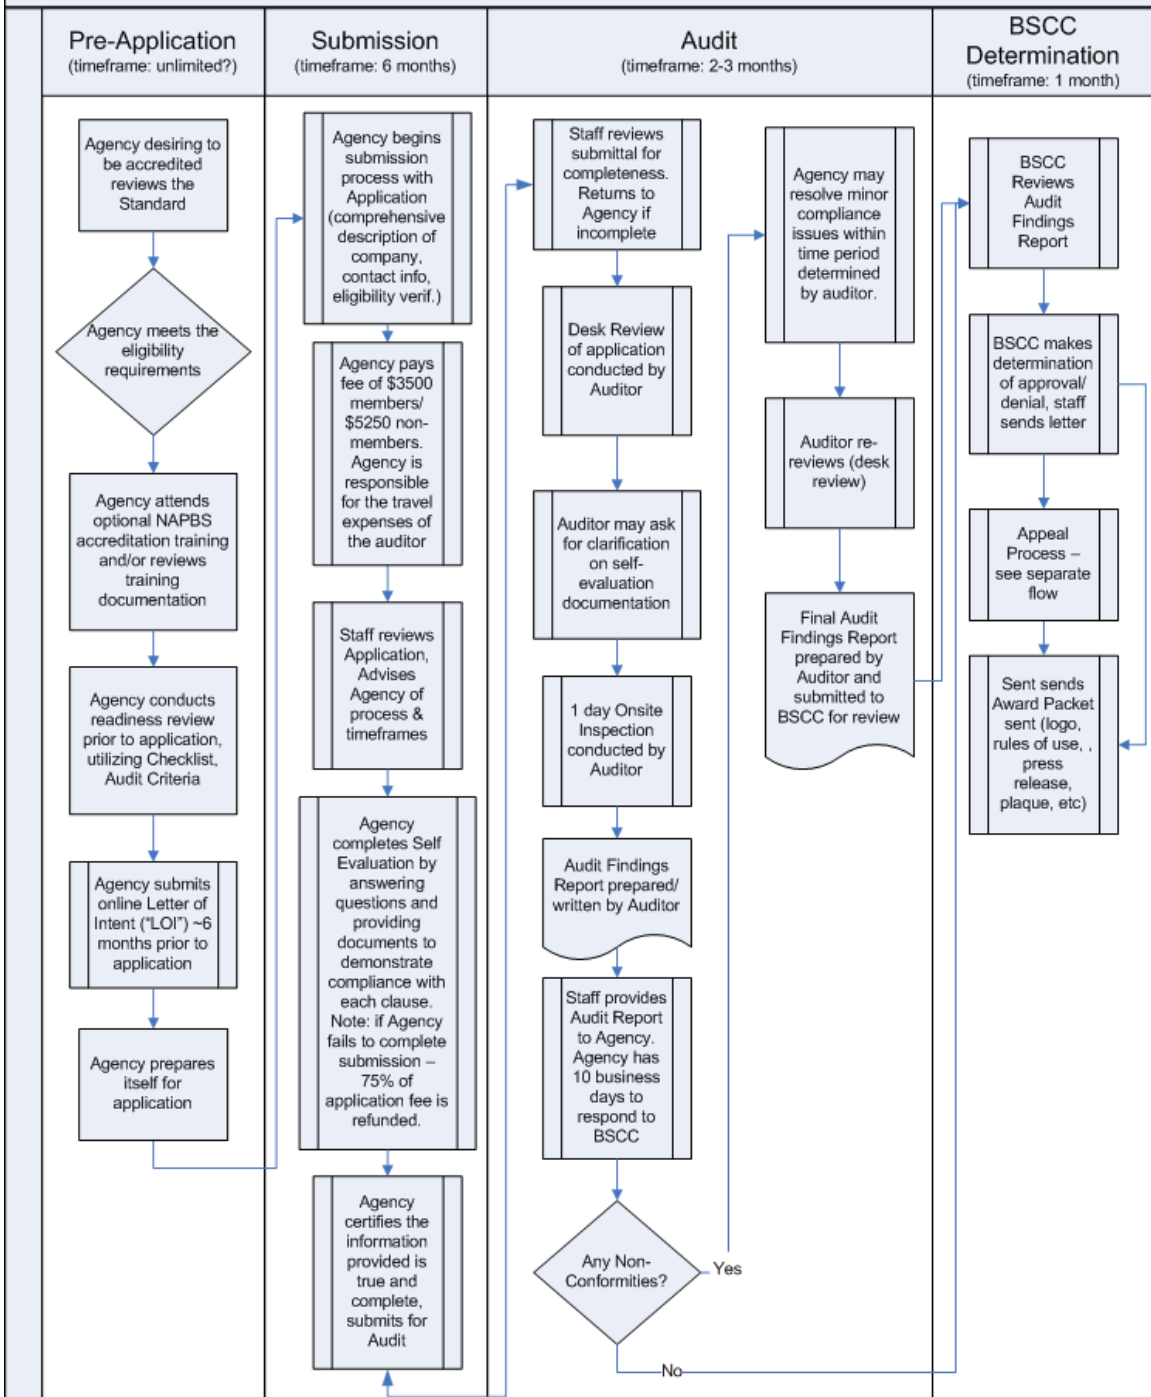 Pre-Application
(timeframe: unlimited?)
Agency desiring to
be accredited
reviews the
Standard
Agency meets the
eligibility
requirements
Agency attends
optional NAPBS
accreditation training
and/or reviews
training
documentation
Agency conducts
readiness review
prior to application,
utilizing Checklist,
Audit Criteria
Agency submits
online Letter of
Intent (“LOI”) ~6
months prior to
application
Agency prepares
itself for
application
Submission
(timeframe: 6 months)
Agency begins
submission
process with
Application
(comprehensive
description of
company,
contact info,
eligibility verif.)
Agency pays
fee of $3500
members/
$5250 non-
members.
Agency is
responsible
for the travel
expenses of
the auditor
Staff reviews
Application,
Advises
Agency of
process &
timeframes
Agency
completes Self
Evaluation by
answering
questions and
providing
documents to
demonstrate
compliance with
each clause.
Note: if Agency
fails to complete
submission –
75% of
application fee is
refunded.
Agency
certifies the
information
provided is
true and
complete,
submits for
Audit
Audit
(timeframe: 2-3 months)
Staff reviews
submittal for
completeness.
Returns to
Agency if
incomplete
Desk Review
of application
conducted by
Auditor
Auditor may ask
for clarification
on self-
evaluation
documentation
1 day Onsite
Inspection
conducted by
Auditor
Audit Findings
Report prepared/
written by Auditor
Staff provides
Audit Report
to Agency.
Agency has
10 business
days to
respond to
BSCC
Any Non-
Conformities?
Yes
No
Agency may
resolve minor
compliance
issues within
time period
determined
by auditor.
Auditor re-
reviews (desk
review)
Final Audit
Findings Report
prepared by
Auditor and
submitted to
BSCC for review
BSCC
Determination
(timeframe: 1 month)
BSCC
Reviews
Audit
Findings
Report
BSCC makes
determination
of approval/
denial, staff
sends letter
Appeal
Process –
see separate
flow
Sent sends
Award Packet
sent (logo,
rules of use, ,
press
release,
plaque, etc)